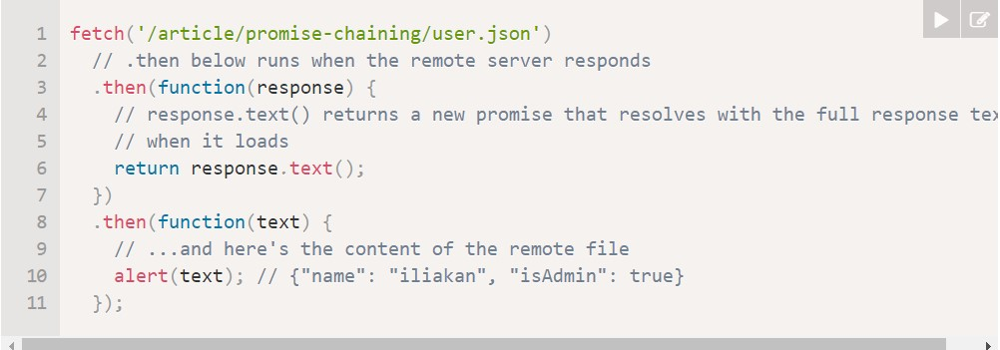 1 fetch('/article/promise-chaining/user.json')
2   // .then below runs when the remote server responds
3   .then(function(response) {
4     // response.text() returns a new promise that resolves with the full response tex
5     // when it loads
6     return response.text();
7   })
8   .then(function(text) {
9     // ...and here's the content of the remote file
10     alert(text); // {"name": "iliakan", "isAdmin": true}
11   });